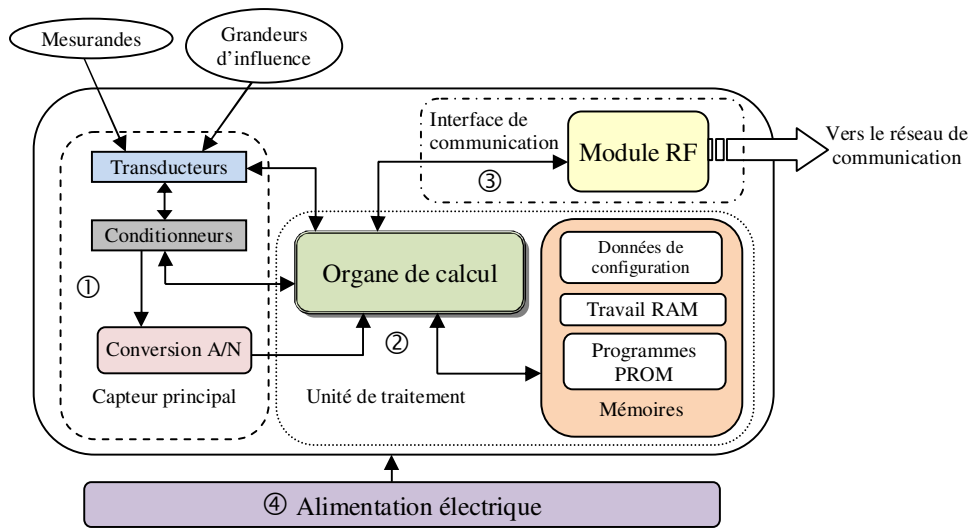 Mesurandes
Grandeurs
d’influence
Interface de
communication
③
Module RF
Vers le réseau de
communication
Transducteurs
Conditionneurs
①
Conversion A/N
Capteur principal
Organe de calcul
②
Unité de traitement
Données de
configuration
Travail RAM
Programmes
PROM
Mémoires
④ Alimentation électrique